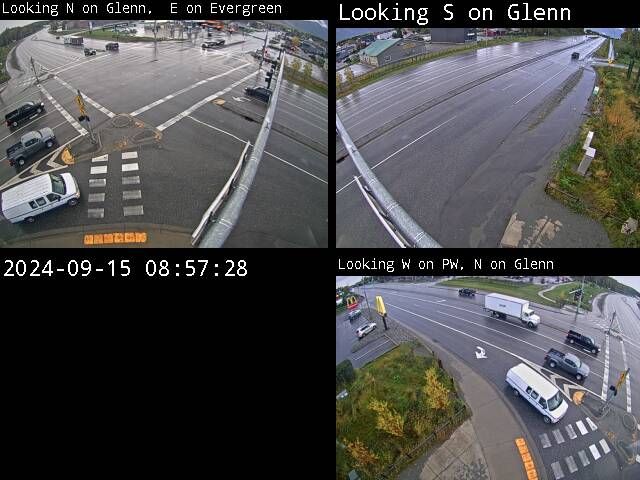 Looking N on Glenn,  E on Evergreen
Looking S on Glenn
2024-09-15 08:57:28
Looking W on PW, N on Glenn